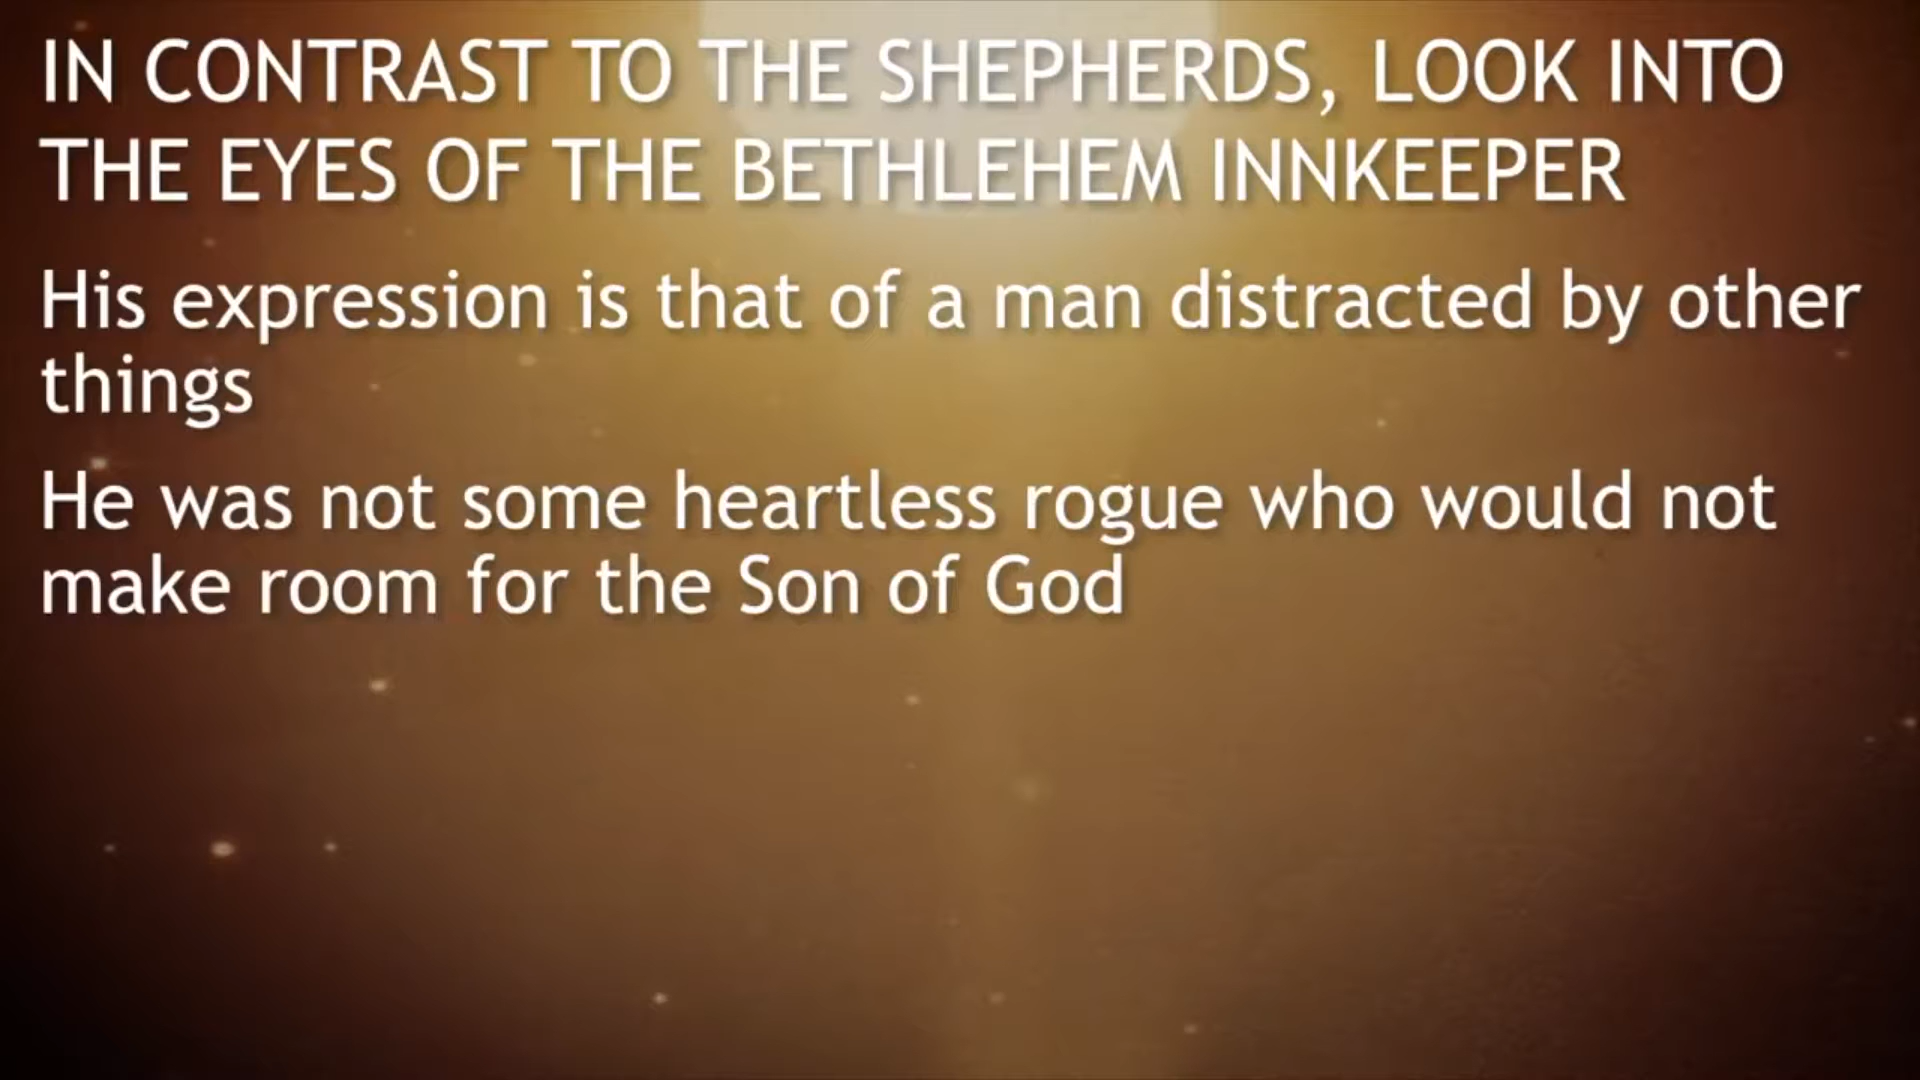 IN CONTRAST TO THE SHEPHERDS, LOOK INTO
THE EYES OF THE BETHLEHEM INNKEEPER
His expression is that of a man distracted by other
things
He was not some heartless rogue who would not
make room for the Son of God